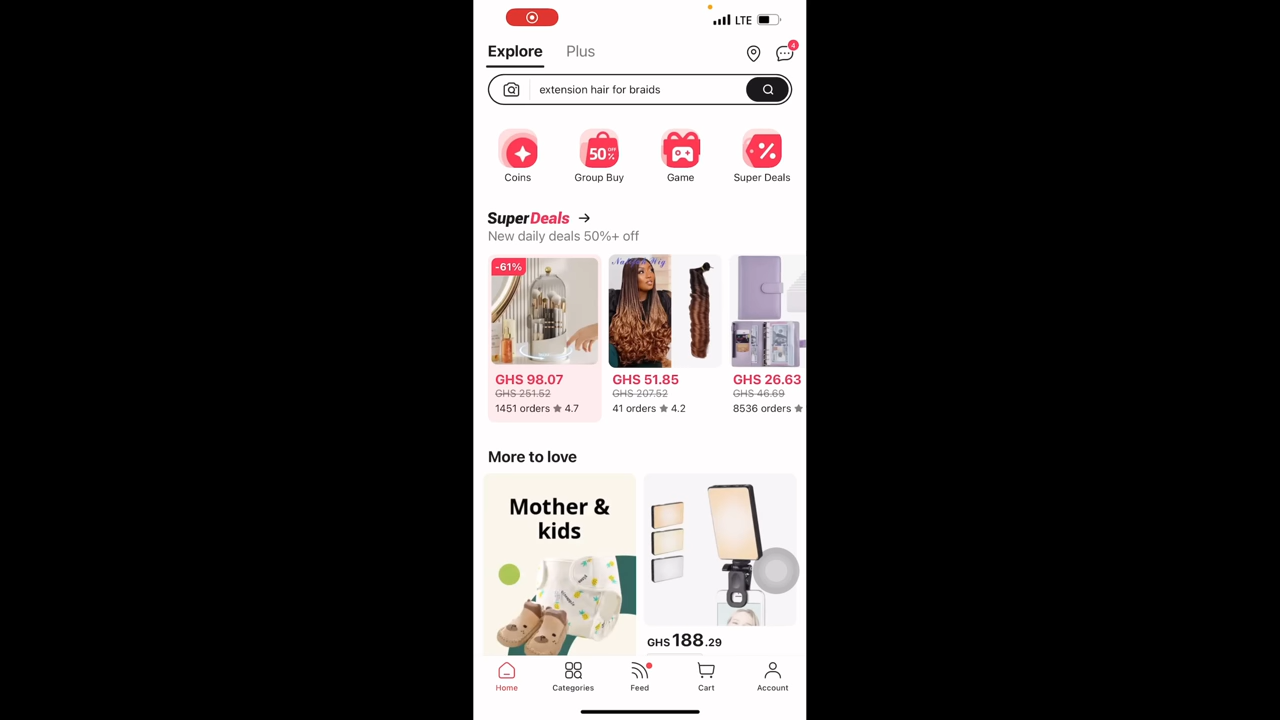 LTE
Explore Plus
4
extension hair for braids
50% OFF
Coins Group Buy Game Super Deals
SuperDeals
New daily deals 50%+ off
-61%
GHS 98.07 GHS 51.85 GHS 26.63
GHS 251.52 GHS 207.52 GHS 46.69
1451 orders 4.7 41 orders 4.2 8536 orders
More to love
Mother &
kids
GHS 188.29
Home Categories Feed Cart Account